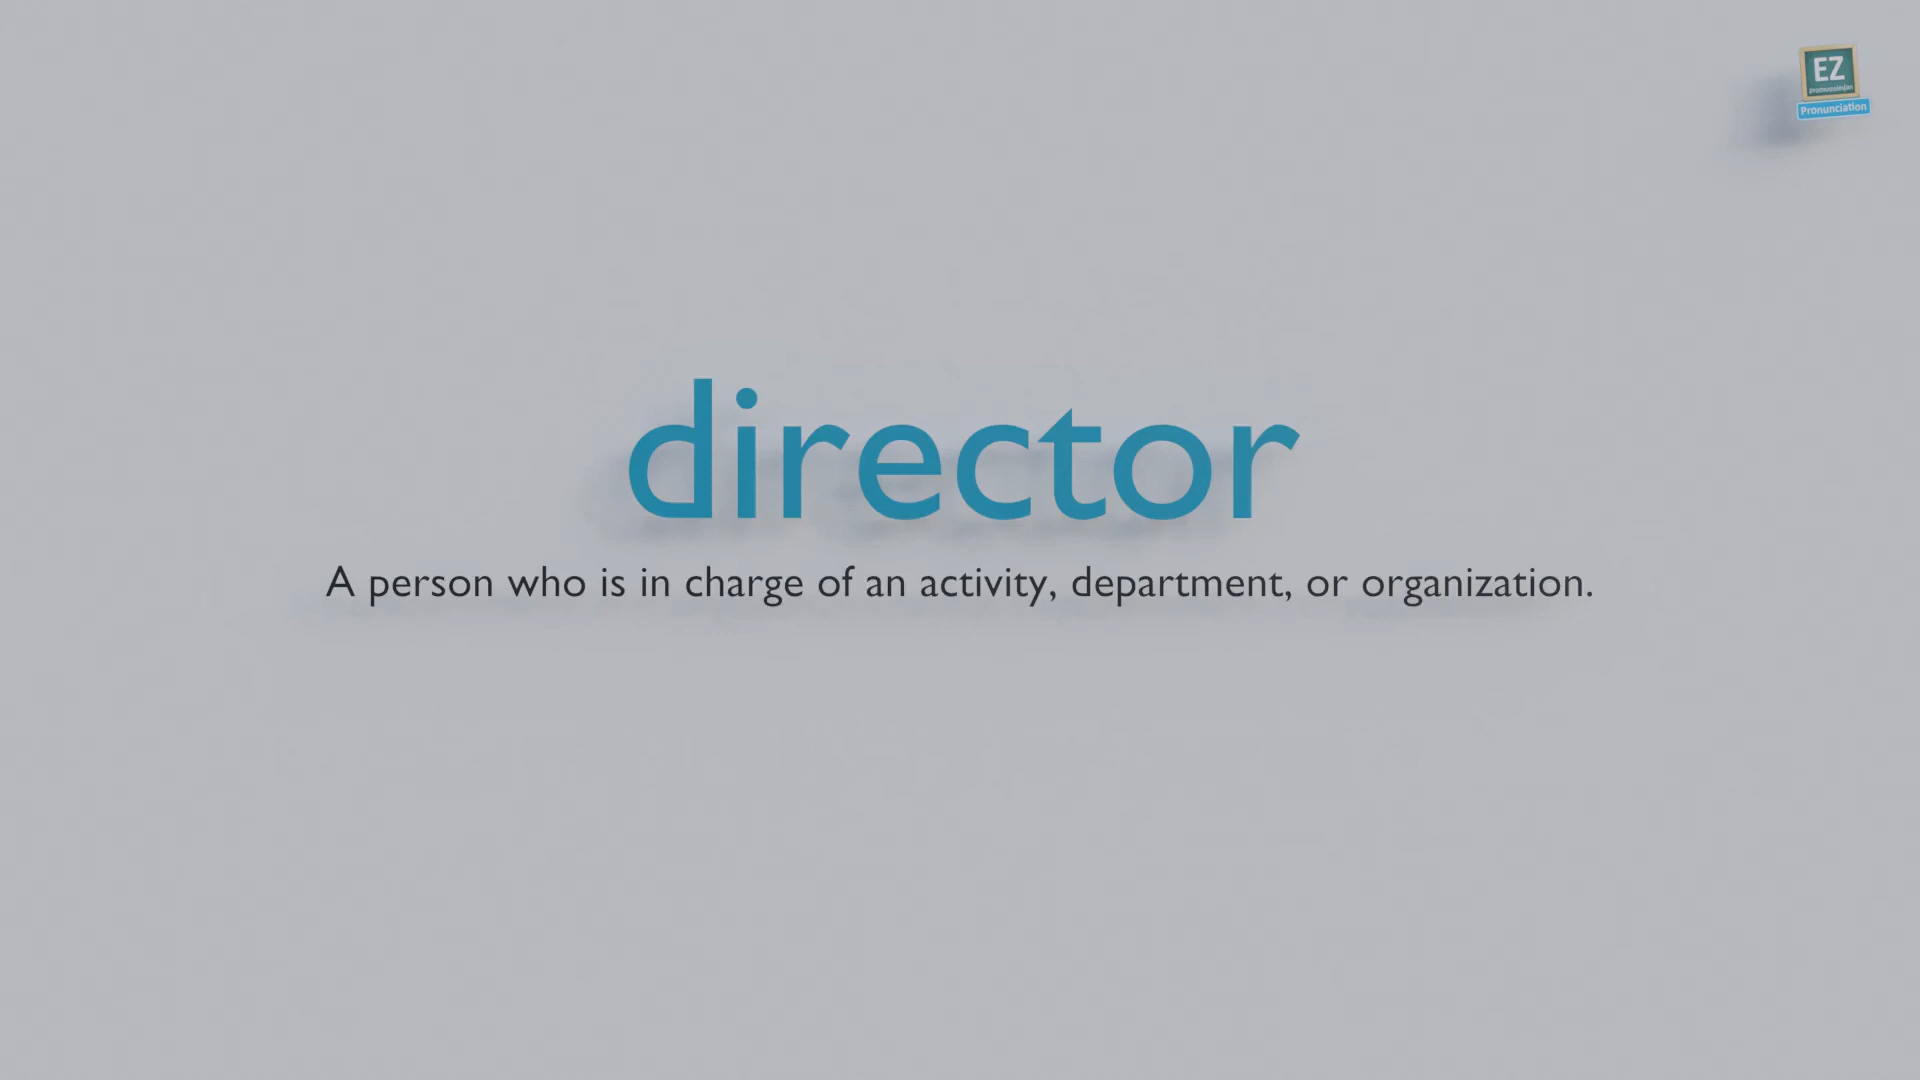 EZ
Pronunciation
director
A person who is in charge of an activity, department, or organization.